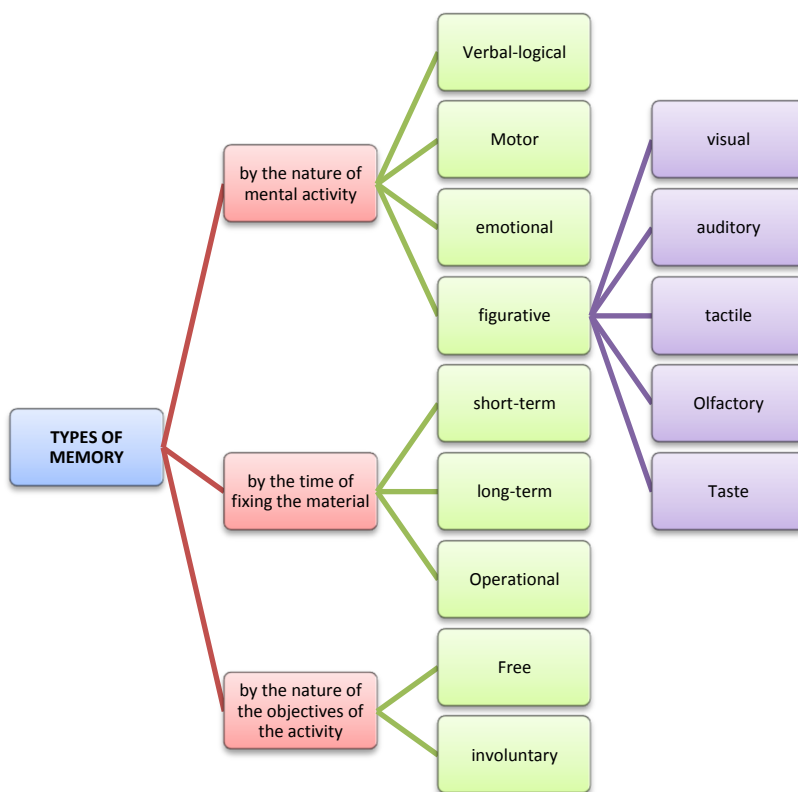 TYPES OF
MEMORY
by the nature of
mental activity
Verbal-logical
Motor
emotional
figurative
visual
auditory
tactile
Olfactory
Taste
by the time of
fixing the material
short-term
long-term
Operational
by the nature of
the objectives of
the activity
Free
involuntary